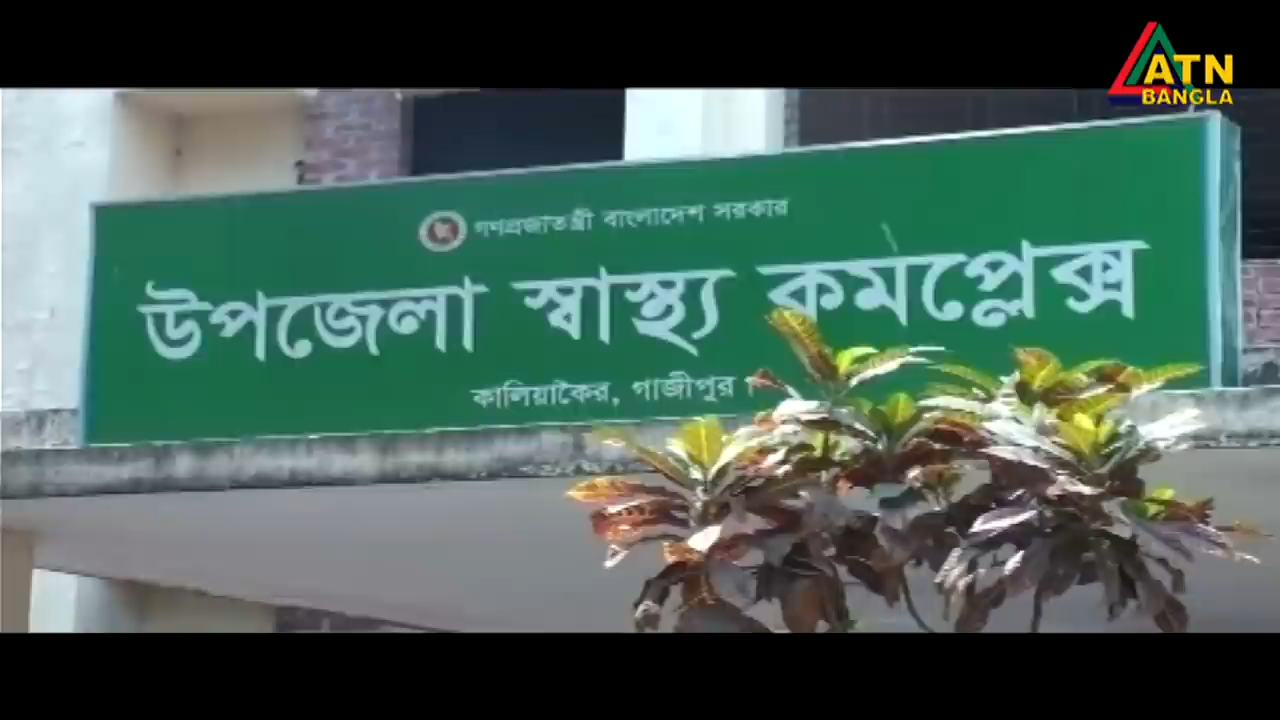 ATN
BANGLA
গণপ্রজাতন্ত্রী বাংলাদেশ সরকার
উপজেলা স্বাস্থ্য কমপ্লেক্স
কালিয়াকৈর, গাজীপুর